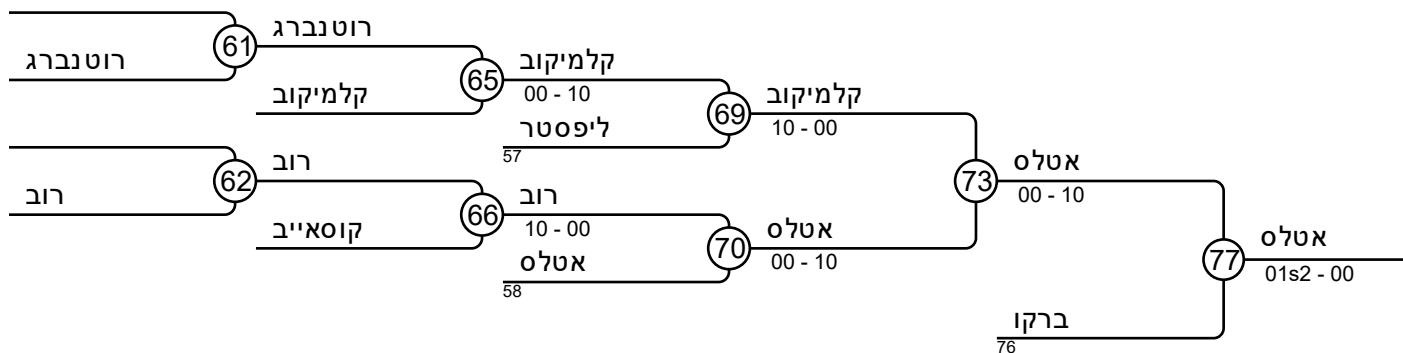 רוטנברג
61
רוטנברג
קלמיקוב
65
קלמיקוב
00 - 10
ליפסטר
57
69
קלמיקוב
10 - 00
רוב
62
רוב
קוסאייב
66
רוב
10 - 00
אטלס
58
70
אטלס
00 - 10
73
אטלס
00 - 10
ברקו
76
77
אטלס
01s2 - 00